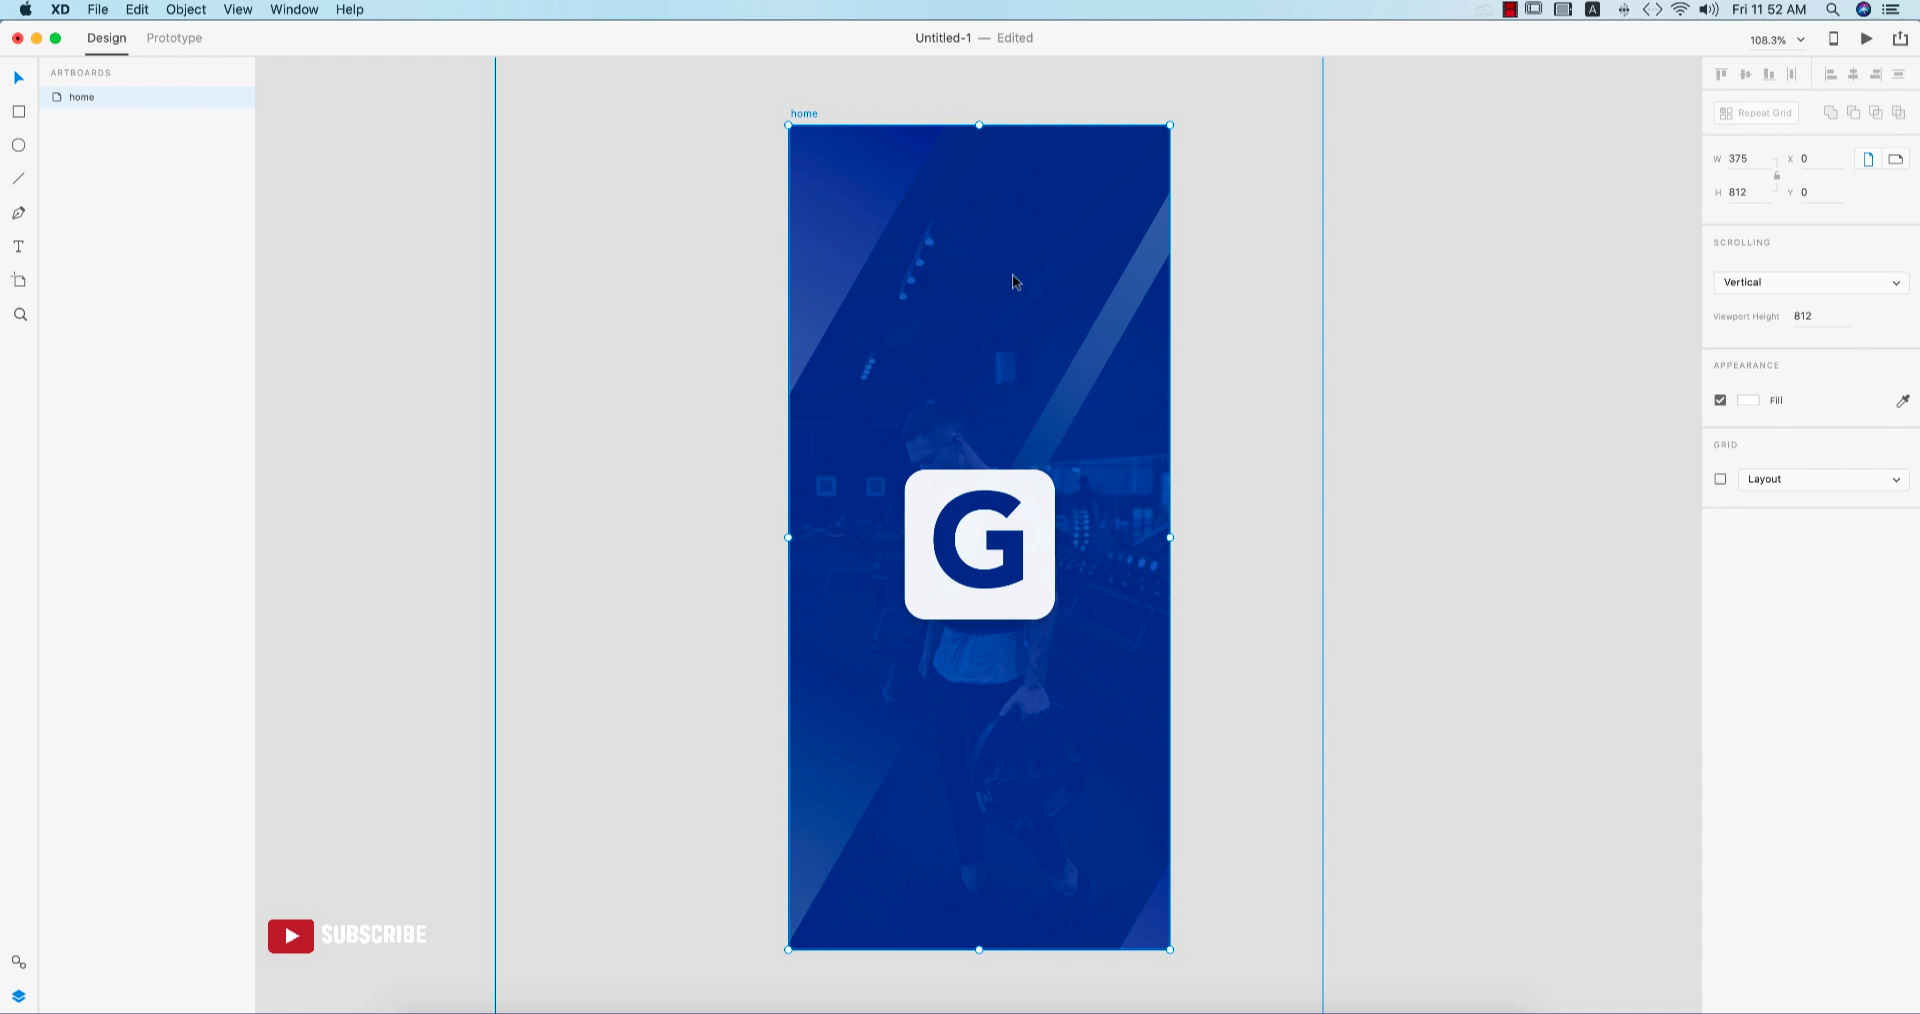 XD File Edit Object View Window Help
A Fri 11 52 AM
Design Prototype
Untitled-1 — Edited
108.3%
ARTBOARDS
home
home
G
SUBSCRIBE
Repeat Grid
W 375 X 0
H 812 Y 0
SCROLLING
Vertical
Viewport Height 812
APPEARANCE
Fill
GRID
Layout
T